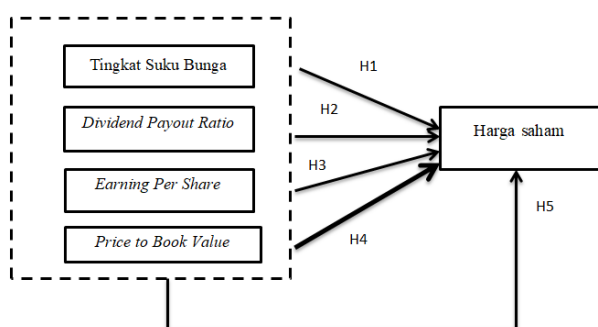 Tingkat Suku Bunga
H1
H2
Dividend Payout Ratio
Harga saham
H3
Earning Per Share
H5
Price to Book Value
H4